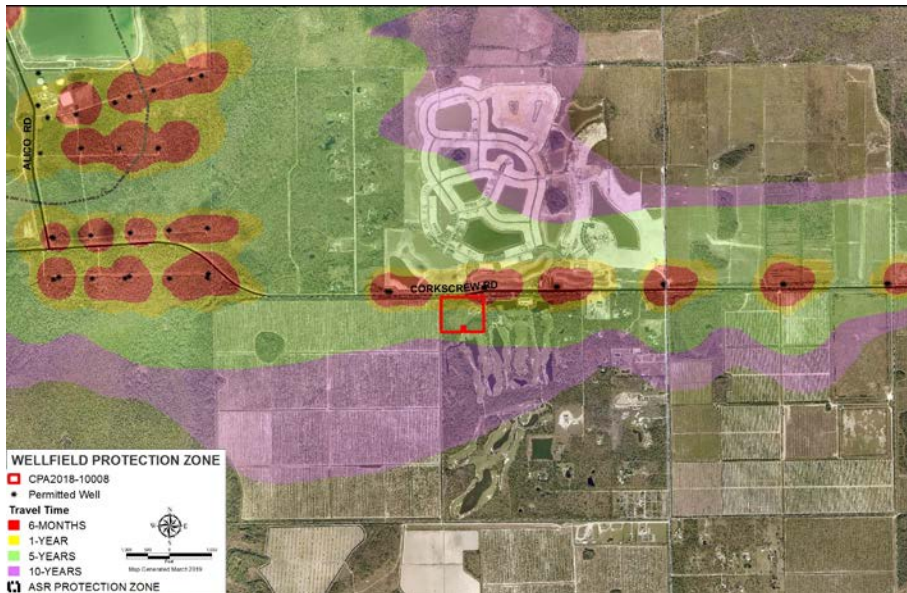 ALICO RD
CORKSCREW RD
WELLFIELD PROTECTION ZONE
CPA2018-10008
Permitted Well
Travel Time
6-MONTHS
1-YEAR
5-YEARS
10-YEARS
ASR PROTECTION ZONE
N
E
S
Feet
Map Generated March 2019